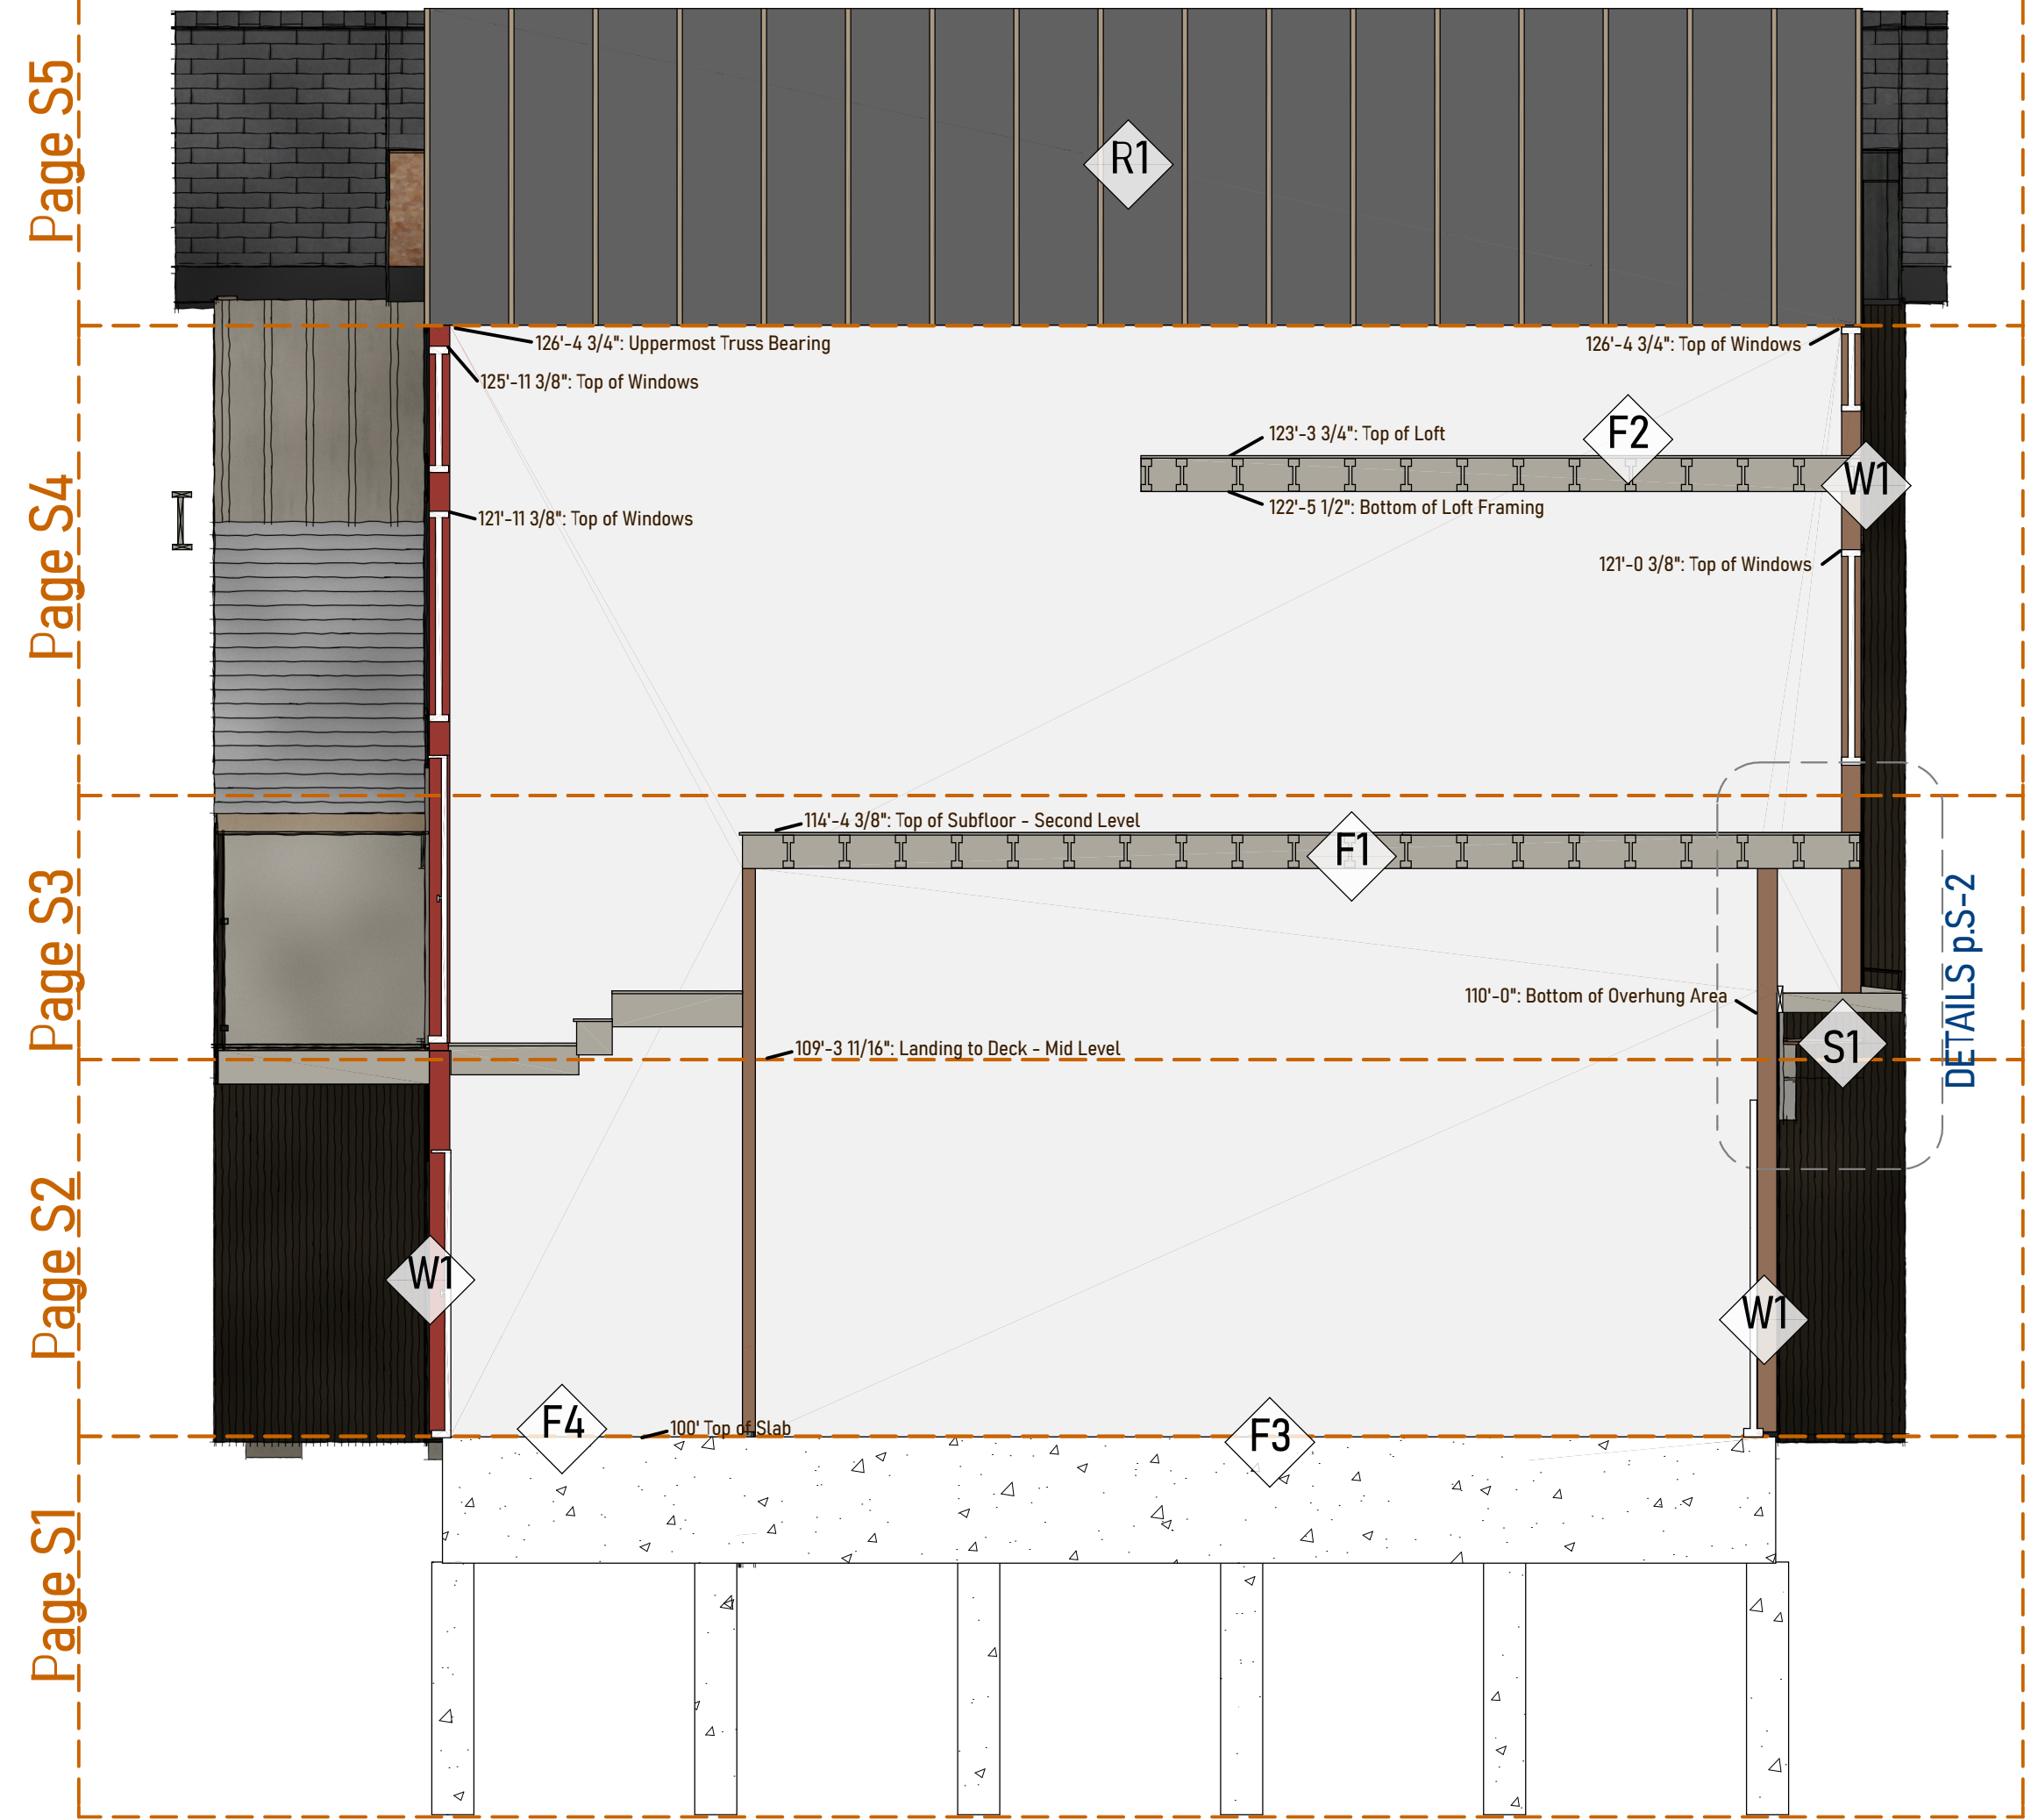 Page S5
R1
126'-4 3/4": Uppermost Truss Bearing
126'-4 3/4": Top of Windows
125'-11 3/8": Top of Windows
Page S4
123'-3 3/4": Top of Loft
F2
W1
122'-5 1/2": Bottom of Loft Framing
121'-11 3/8": Top of Windows
121'-0 3/8": Top of Windows
Page S3
114'-4 3/8": Top of Subfloor - Second Level
F1
DETAILS p.S-2
110'-0": Bottom of Overhung Area
109'-3 11/16": Landing to Deck - Mid Level
S1
Page S2
W1
W1
F4
100' Top of Slab
F3
Page S1